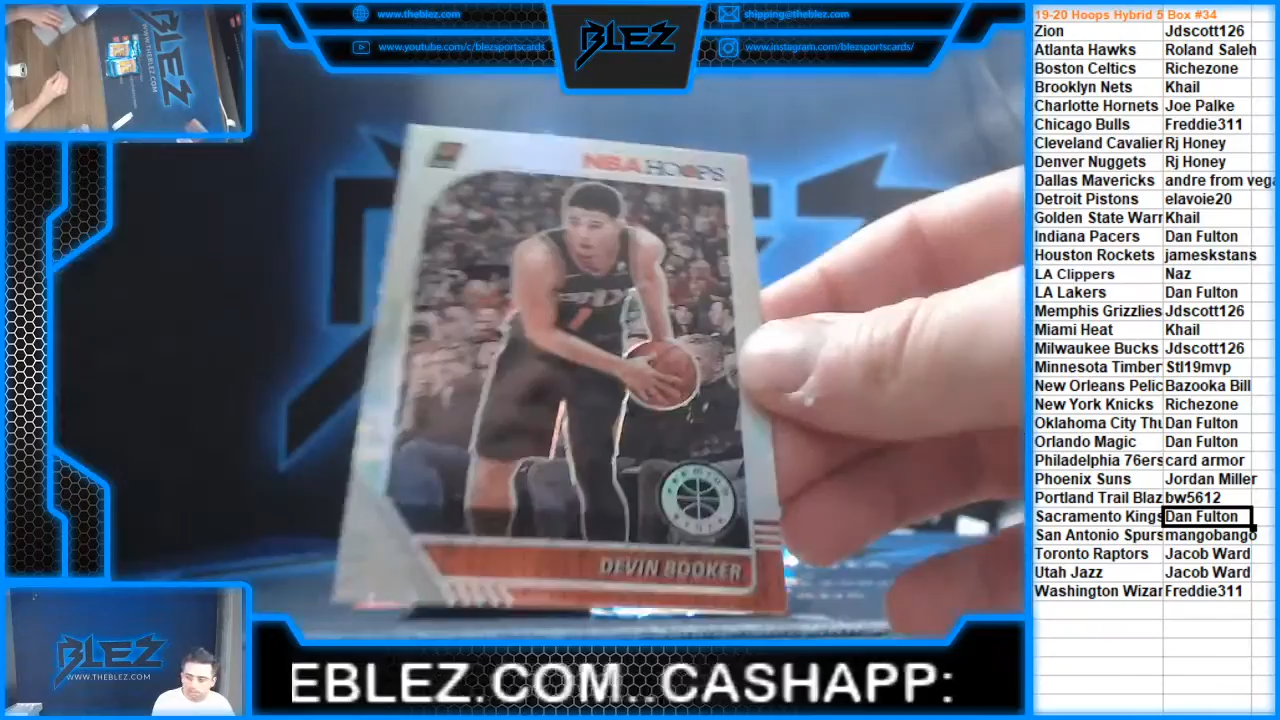 www.theblez.com
www.youtube.com/c/blezsportscards
BLEZ
shipping@theblez.com
www.instagram.com/blezsportscards/
BLEZ
WWW.THEBLEZ.COM
NBA HOOPS
PREMIUM
STOCK
DEVIN BOOKER
BLEZ
WWW.THEBLEZ.COM
EBLEZ.COM..CASHAPP:
19-20 Hoops Hybrid 5 Box #34
Zion Jdscott126
Atlanta Hawks Roland Saleh
Boston Celtics Richezone
Brooklyn Nets Khail
Charlotte Hornets Joe Palke
Chicago Bulls Freddie311
Cleveland Cavalier Rj Honey
Denver Nuggets Rj Honey
Dallas Mavericks andre from vega
Detroit Pistons elavoie20
Golden State Warr Khail
Indiana Pacers Dan Fulton
Houston Rockets jameskstans
LA Clippers Naz
LA Lakers Dan Fulton
Memphis Grizzlies Jdscott126
Miami Heat Khail
Milwaukee Bucks Jdscott126
Minnesota Timber Stl19mvp
New Orleans Pelic Bazooka Bill
New York Knicks Richezone
Oklahoma City Thu Dan Fulton
Orlando Magic Dan Fulton
Philadelphia 76ers card armor
Phoenix Suns Jordan Miller
Portland Trail Blaz bw5612
Sacramento Kings Dan Fulton
San Antonio Spurs mangobango
Toronto Raptors Jacob Ward
Utah Jazz Jacob Ward
Washington Wizar Freddie311